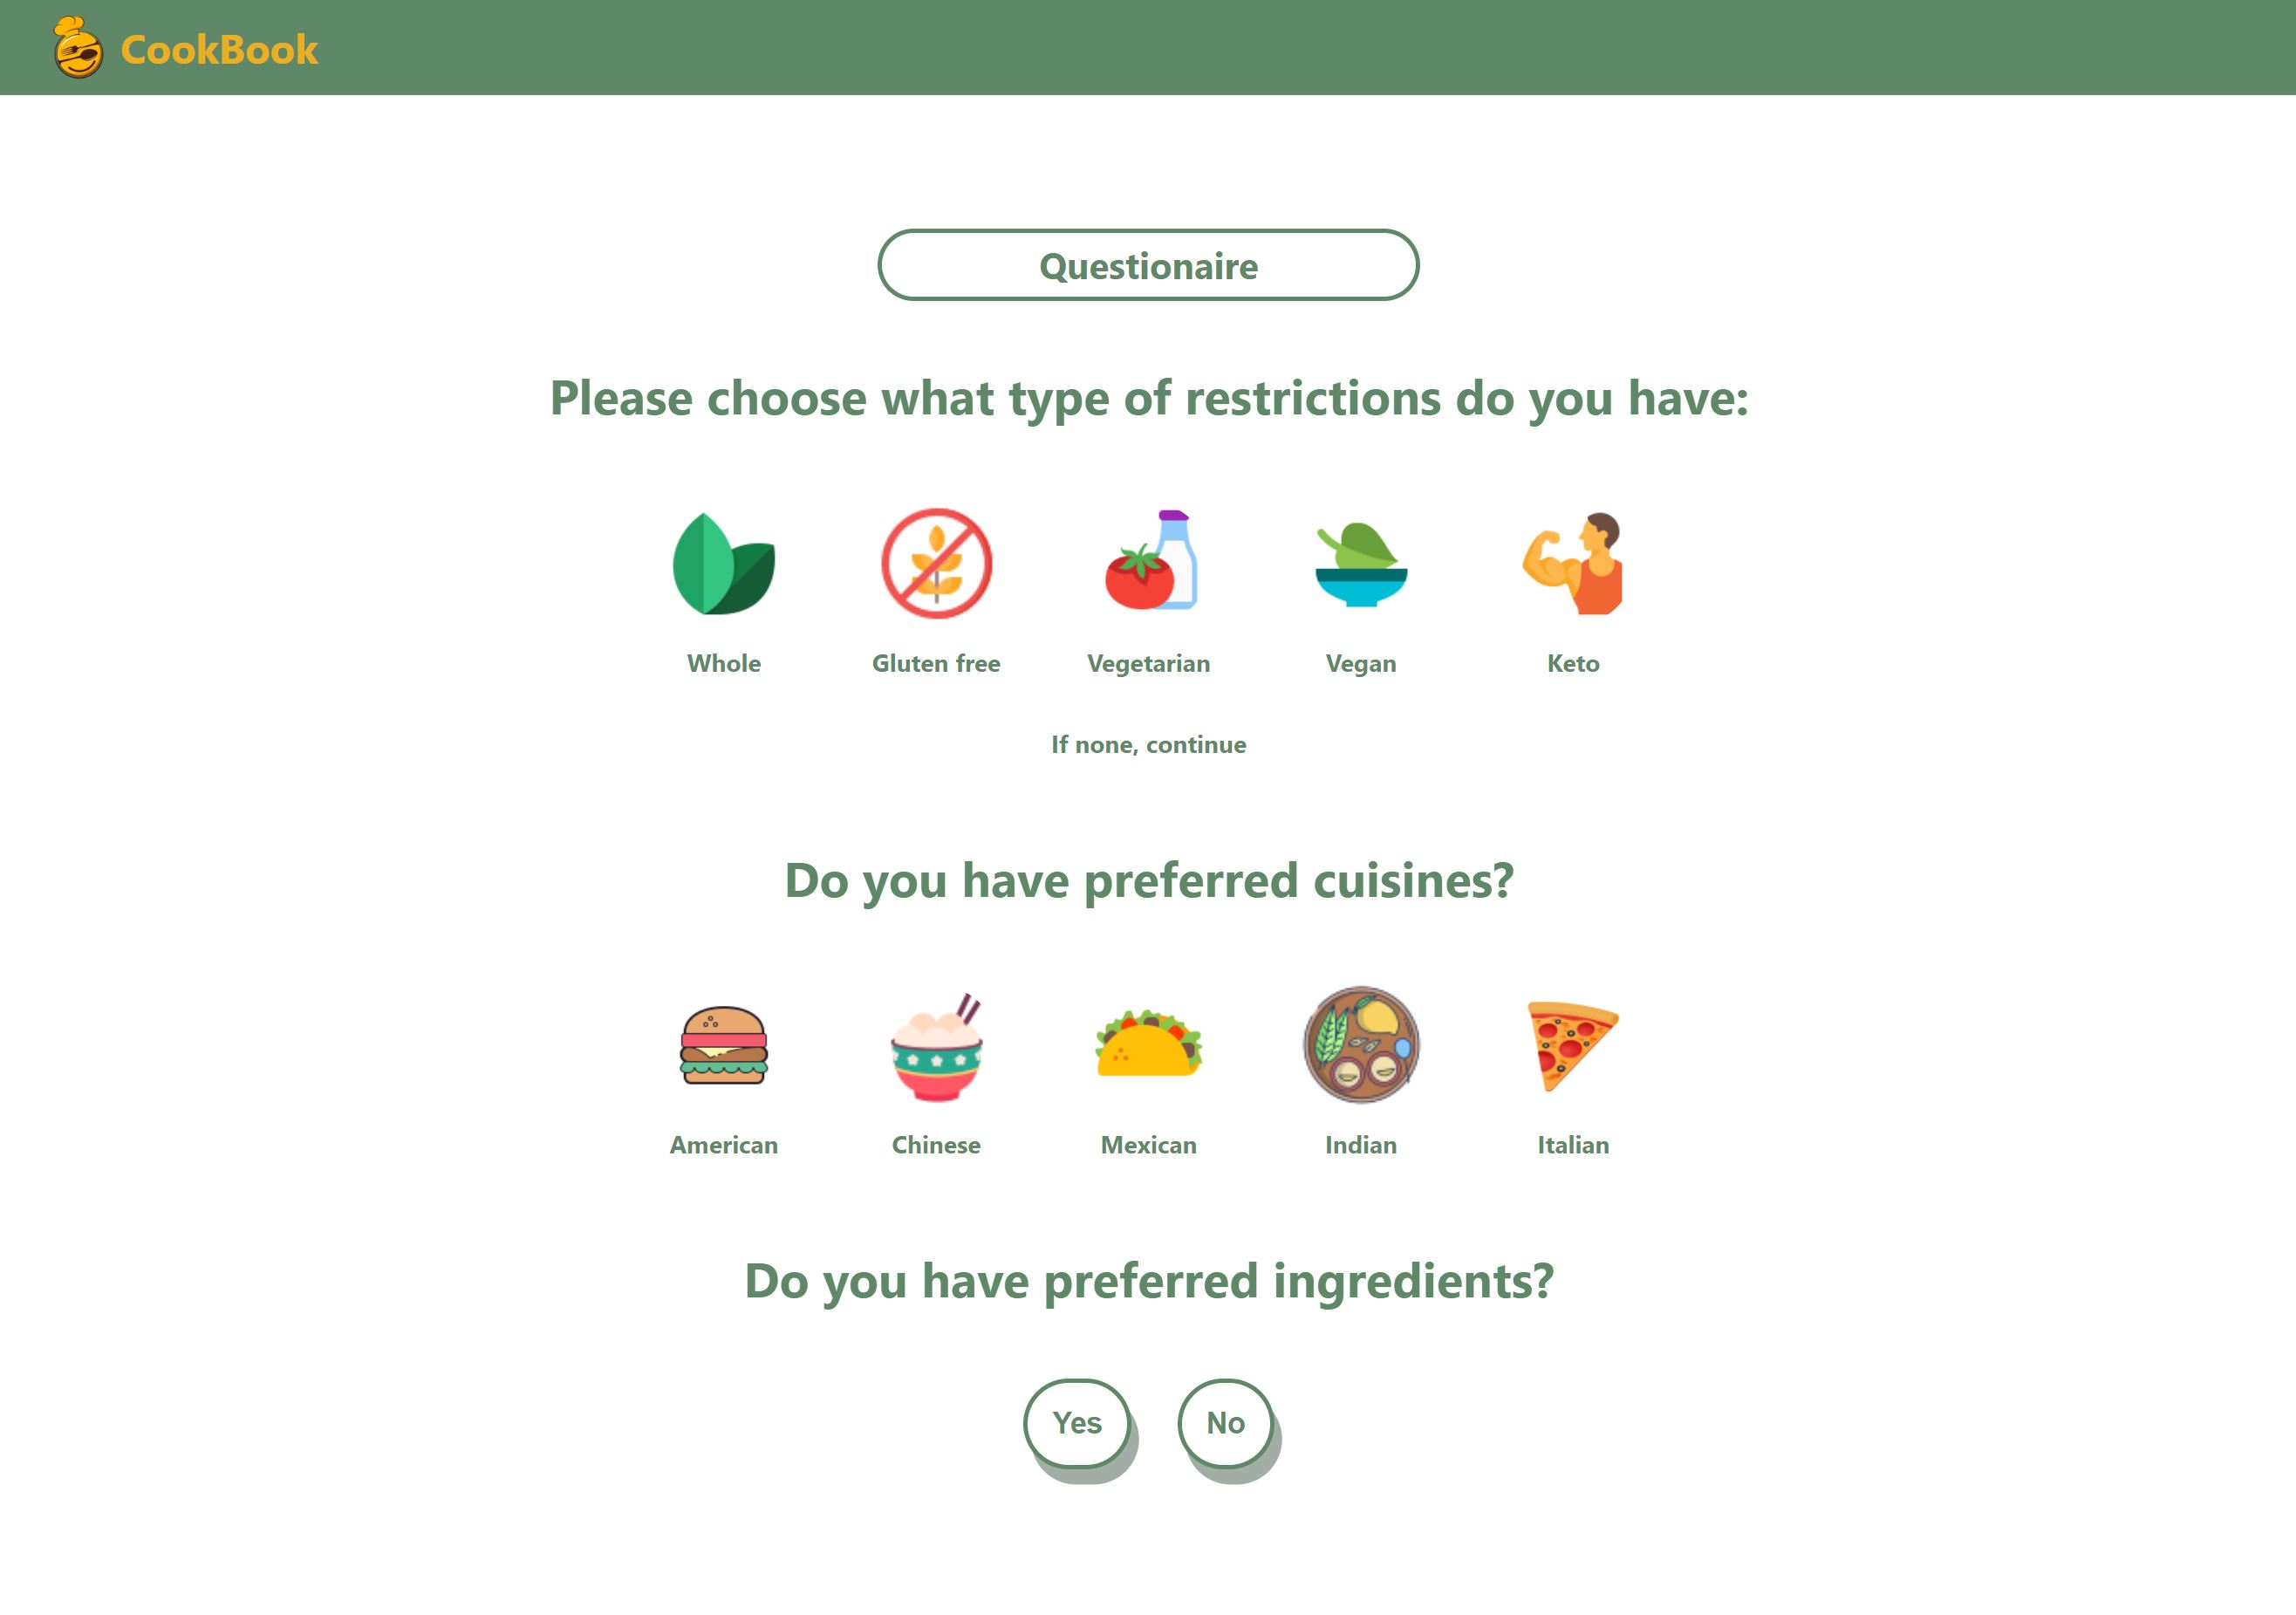 CookBook
Questionaire
Please choose what type of restrictions do you have:
Whole
Gluten free
Vegetarian
Vegan
Keto
If none, continue
Do you have preferred cuisines?
American
Chinese
Mexican
Indian
Italian
Do you have preferred ingredients?
Yes
No